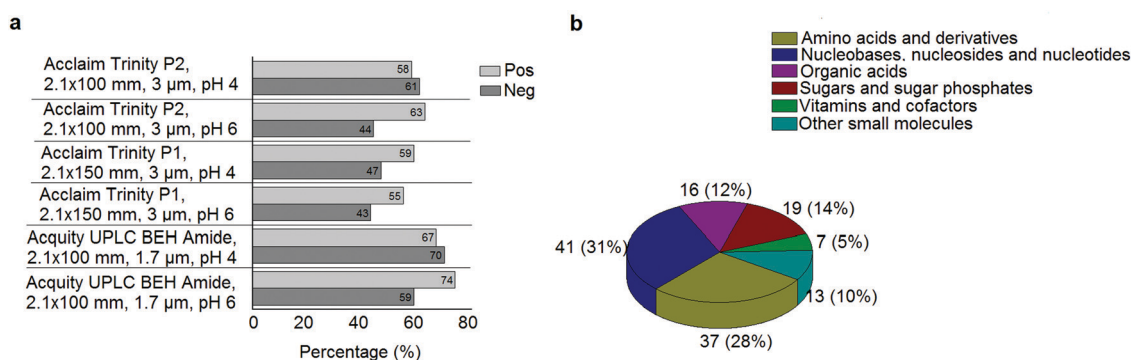 a
Acclaim Trinity P2,
2.1x100 mm, 3 µm, pH 4
Acclaim Trinity P2,
2.1x100 mm, 3 µm, pH 6
Acclaim Trinity P1,
2.1x150 mm, 3 µm, pH 4
Acclaim Trinity P1,
2.1x150 mm, 3 µm, pH 6
Acquity UPLC BEH Amide,
2.1x100 mm, 1.7 µm, pH 4
Acquity UPLC BEH Amide,
2.1x100 mm, 1.7 µm, pH 6
58
61
63
44
59
47
55
43
67
70
74
59
Pos
Neg
0 20 40 60 80
Percentage (%)
b
Amino acids and derivatives
Nucleobases, nucleosides and nucleotides
Organic acids
Sugars and sugar phosphates
Vitamins and cofactors
Other small molecules
16 (12%)
19 (14%)
41 (31%)
7 (5%)
13 (10%)
37 (28%)